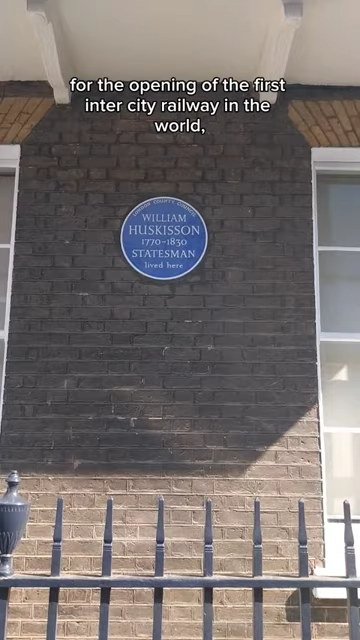 for the opening of the first
inter city railway in the
world,
LONDON COUNTY COUNCIL
WILLIAM
HUSKISSON
1770-1830
STATESMAN
lived here